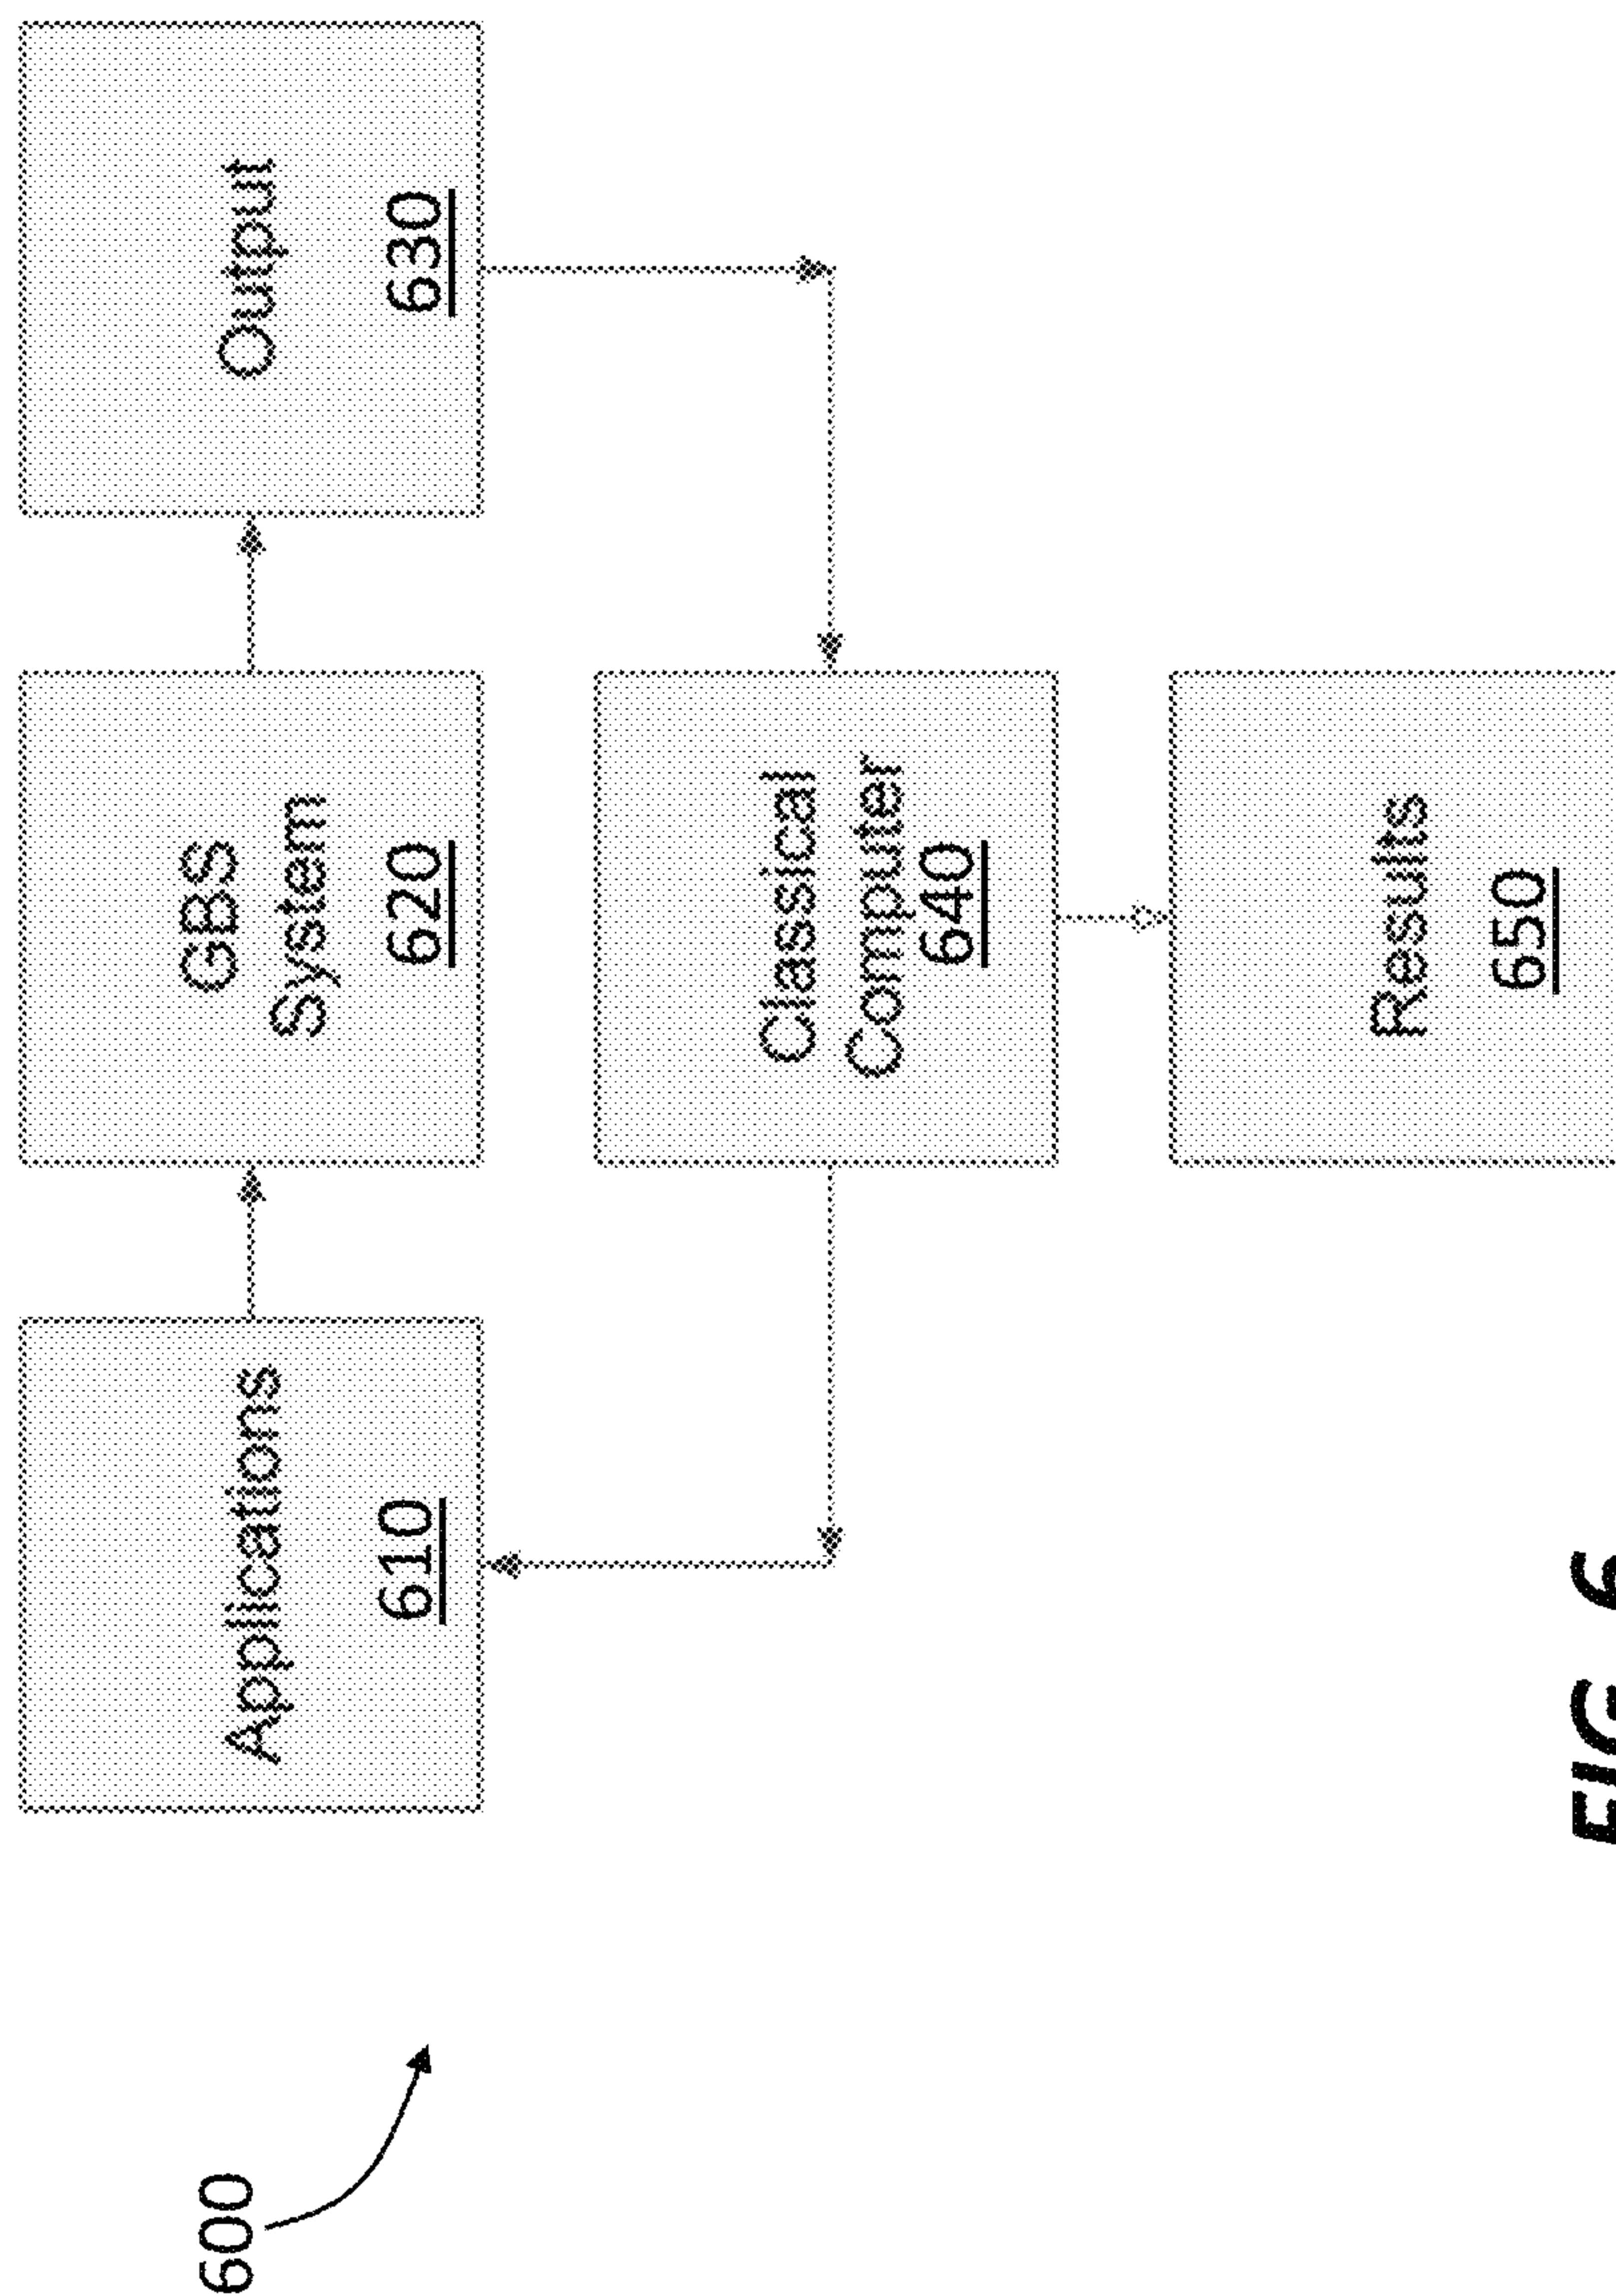 600
Applications
610
GBS
System
620
Output
630
Classical
Computer
640
Results
650
FIG. 6